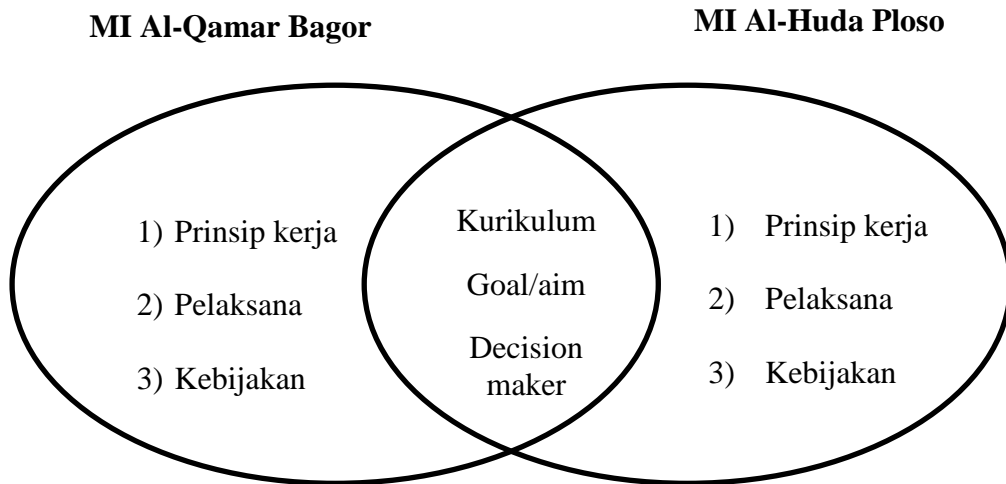 MI Al-Qamar Bagor
MI Al-Huda Ploso
1) Prinsip kerja
2) Pelaksana
3) Kebijakan
Kurikulum
Goal/aim
Decision
maker
1) Prinsip kerja
2) Pelaksana
3) Kebijakan